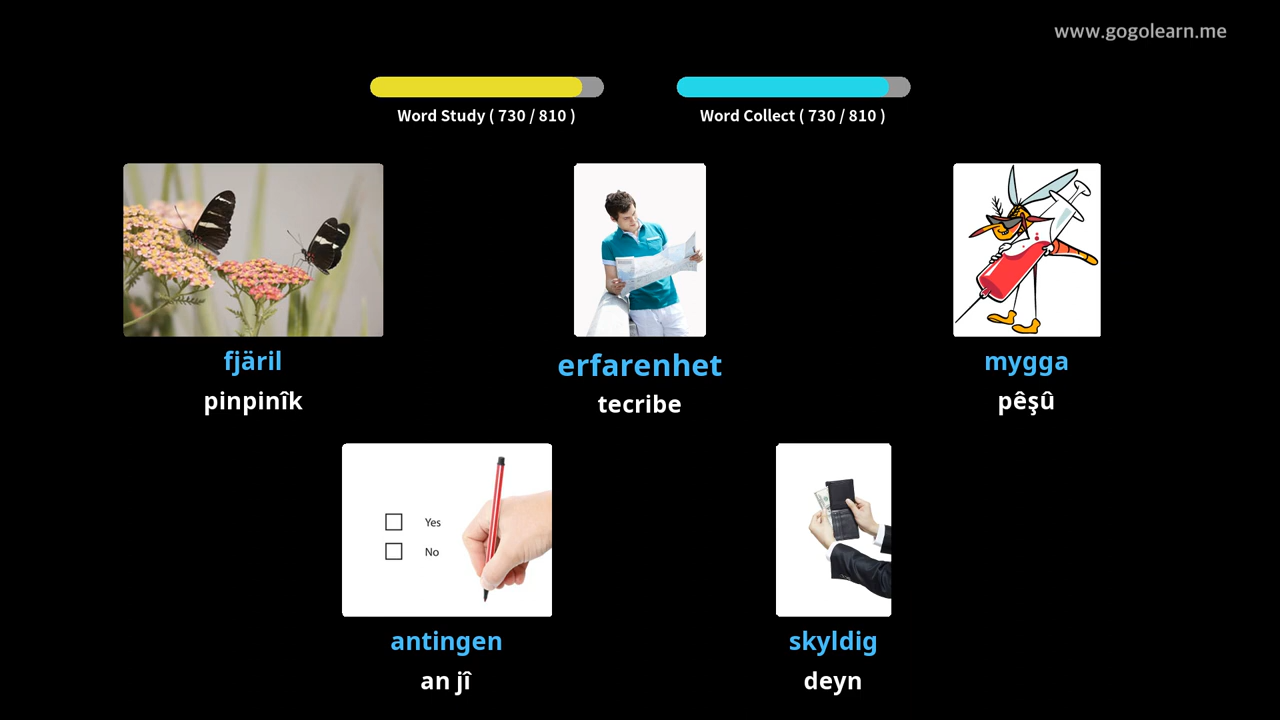 www.gogolearn.me
Word Study ( 730 / 810 )
Word Collect ( 730 / 810 )
fjäril
pinpinîk
erfarenhet
tecribe
mygga
pêşû
Yes
No
antingen
an jî
skyldig
deyn